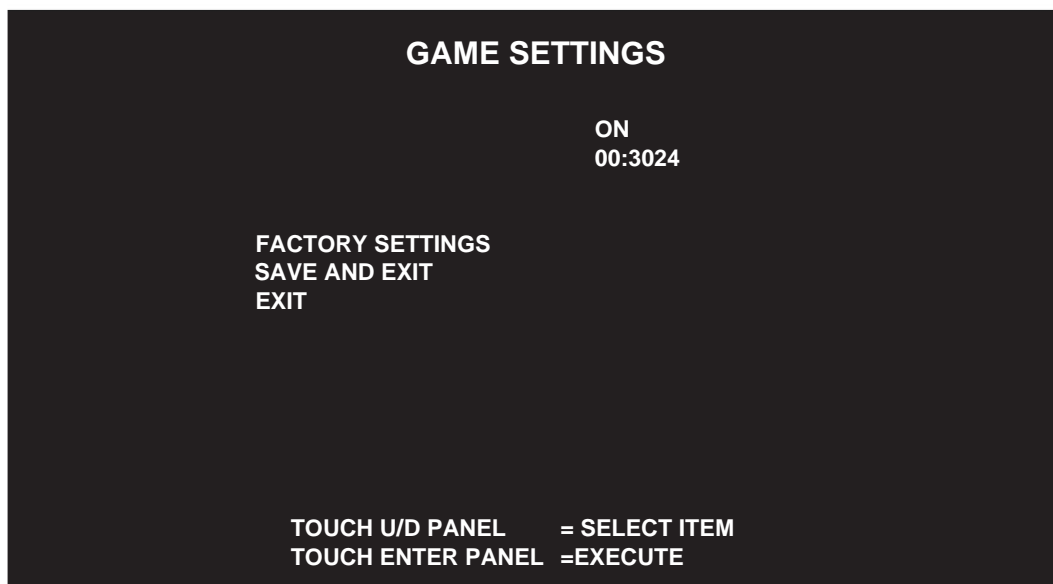 GAME SETTINGS
ON
00:3024
FACTORY SETTINGS
SAVE AND EXIT
EXIT
TOUCH U/D PANEL = SELECT ITEM
TOUCH ENTER PANEL =EXECUTE